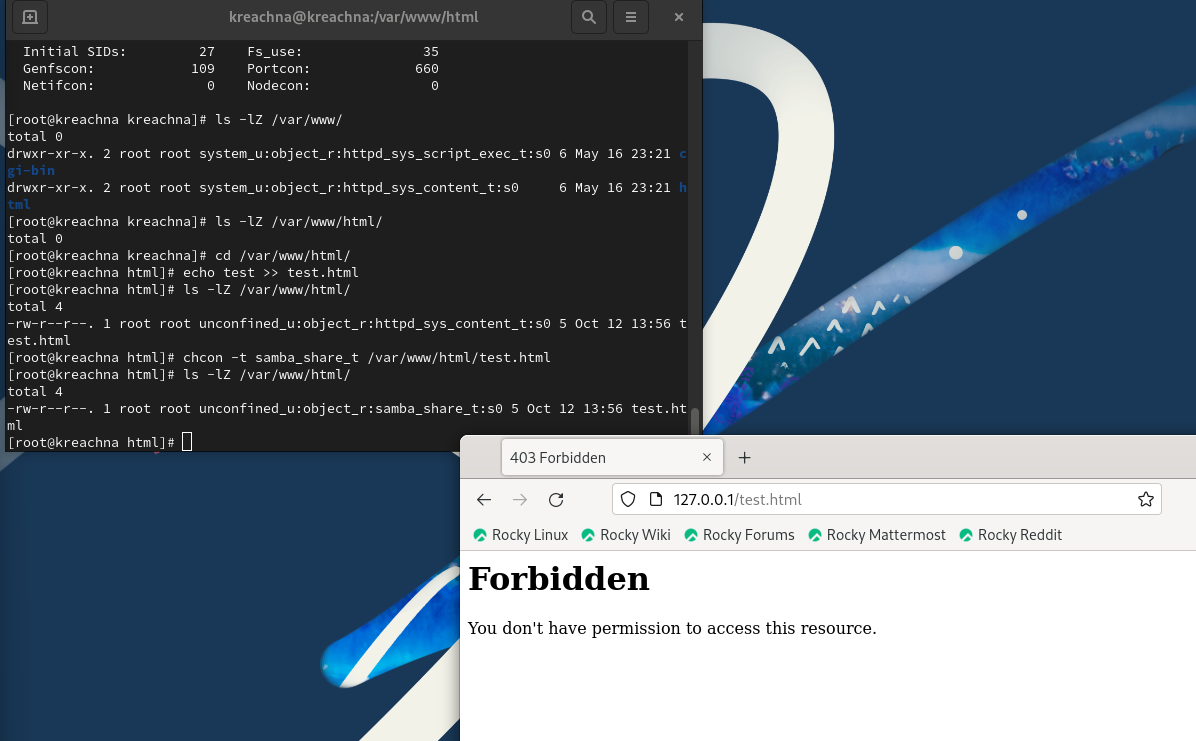 kreachna@kreachna:/var/www/html
  Initial SIDs:         27    Fs_use:               35
  Genfscon:            109    Portcon:             660
  Netifcon:              0    Nodecon:               0
[root@kreachna kreachna]# ls -lZ /var/www/
total 0
drwxr-xr-x. 2 root root system_u:object_r:httpd_sys_script_exec_t:s0 6 May 16 23:21 c
gi-bin
drwxr-xr-x. 2 root root system_u:object_r:httpd_sys_content_t:s0     6 May 16 23:21 h
tml
[root@kreachna kreachna]# ls -lZ /var/www/html/
total 0
[root@kreachna kreachna]# cd /var/www/html/
[root@kreachna html]# echo test >> test.html
[root@kreachna html]# ls -lZ /var/www/html/
total 4
-rw-r--r--. 1 root root unconfined_u:object_r:httpd_sys_content_t:s0 5 Oct 12 13:56 t
est.html
[root@kreachna html]# chcon -t samba_share_t /var/www/html/test.html
[root@kreachna html]# ls -lZ /var/www/html/
total 4
-rw-r--r--. 1 root root unconfined_u:object_r:samba_share_t:s0 5 Oct 12 13:56 test.ht
ml
[root@kreachna html]#
403 Forbidden
127.0.0.1/test.html
Rocky Linux Rocky Wiki Rocky Forums Rocky Mattermost Rocky Reddit
Forbidden
You don't have permission to access this resource.